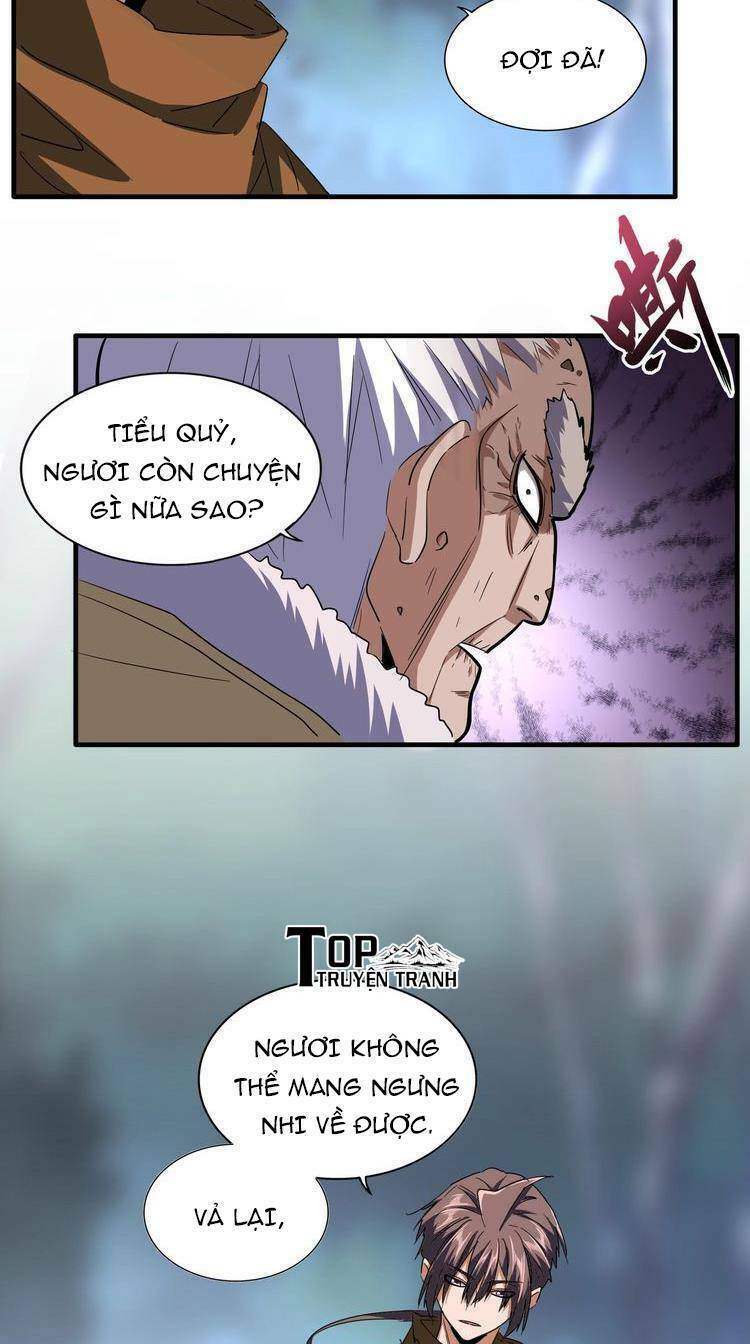 ĐỢI ĐÃ!
嘶
TIỂU QUỶ,
NGƯƠI CÒN CHUYỆN
GÌ NỮA SAO?
TOP
TRUYỆN TRANH
NGƯƠI KHÔNG
THỂ MANG NGƯNG
NHI VỀ ĐƯỢC.
VẢ LẠI,